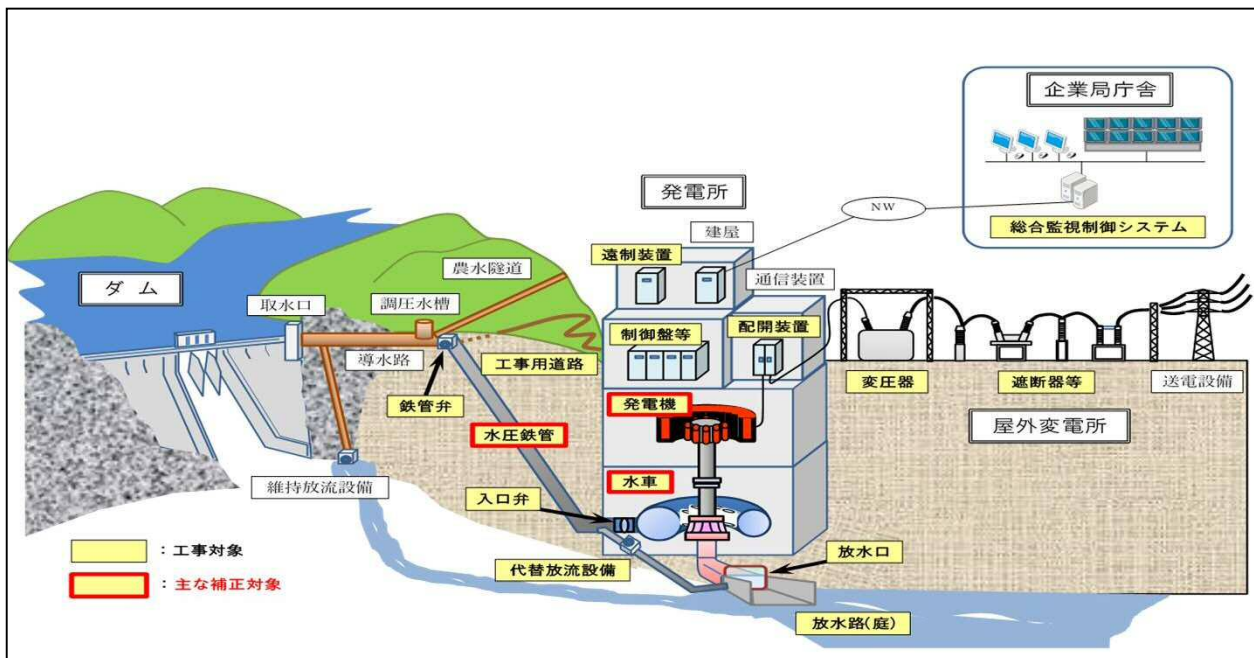 企業局庁舎
総合監視制御システム
NW
発電所
建屋
遠制装置
通信装置
制御盤等
配開装置
ダム
取水口
農水隧道
調圧水槽
導水路
工事用道路
鉄管弁
発電機
水圧鉄管
水車
入口弁
維持放流設備
代替放流設備
放水口
放水路(庭)
変圧器
遮断器等
送電設備
屋外変電所
:工事対象
:主な補正対象